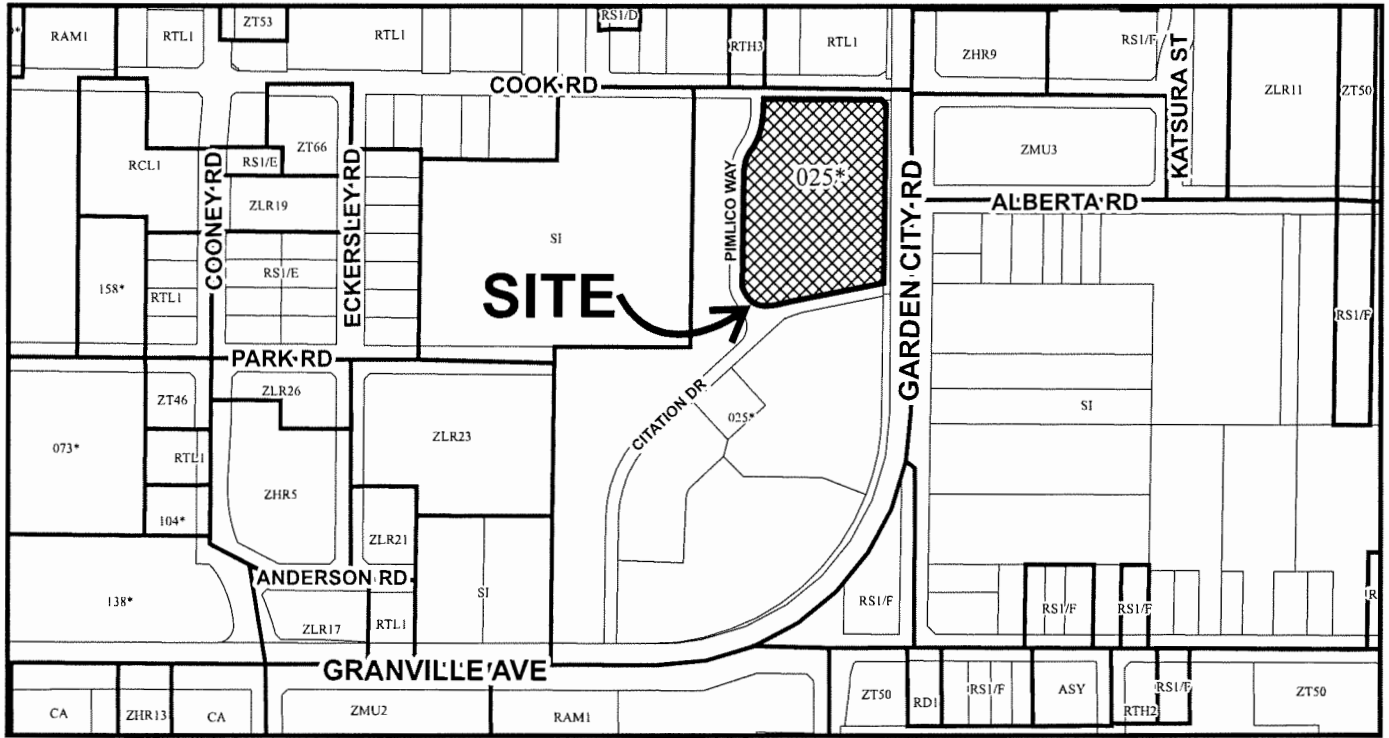 RAM1
RTL1
ZT53
RTL1
RS1/D
RTH3
RTL1
ZHR9
RS1/F
KATSURA ST
ZLR11
ZT50
COOK RD
RCL1
COONEY RD
RS1/E
ZT66
ECKERSLEY RD
ZLR19
SI
PIMLICO WAY
025*
GARDEN CITY RD
ZMU3
ALBERTA RD
158*
RTL1
RS1/E
SITE
RS1/F
PARK RD
ZT46
ZLR26
ZLR23
CITATION DR
025*
SI
073*
RTL1
ZHR5
104*
ZLR21
ANDERSON RD
138*
ZLR17
RTL1
SI
RS1/F
RS1/F
RS1/F
GRANVILLE AVE
CA
ZHR13
CA
ZMU2
RAM1
ZT50
RD1
RS1/F
ASY
RTH2
RS1/F
ZT50